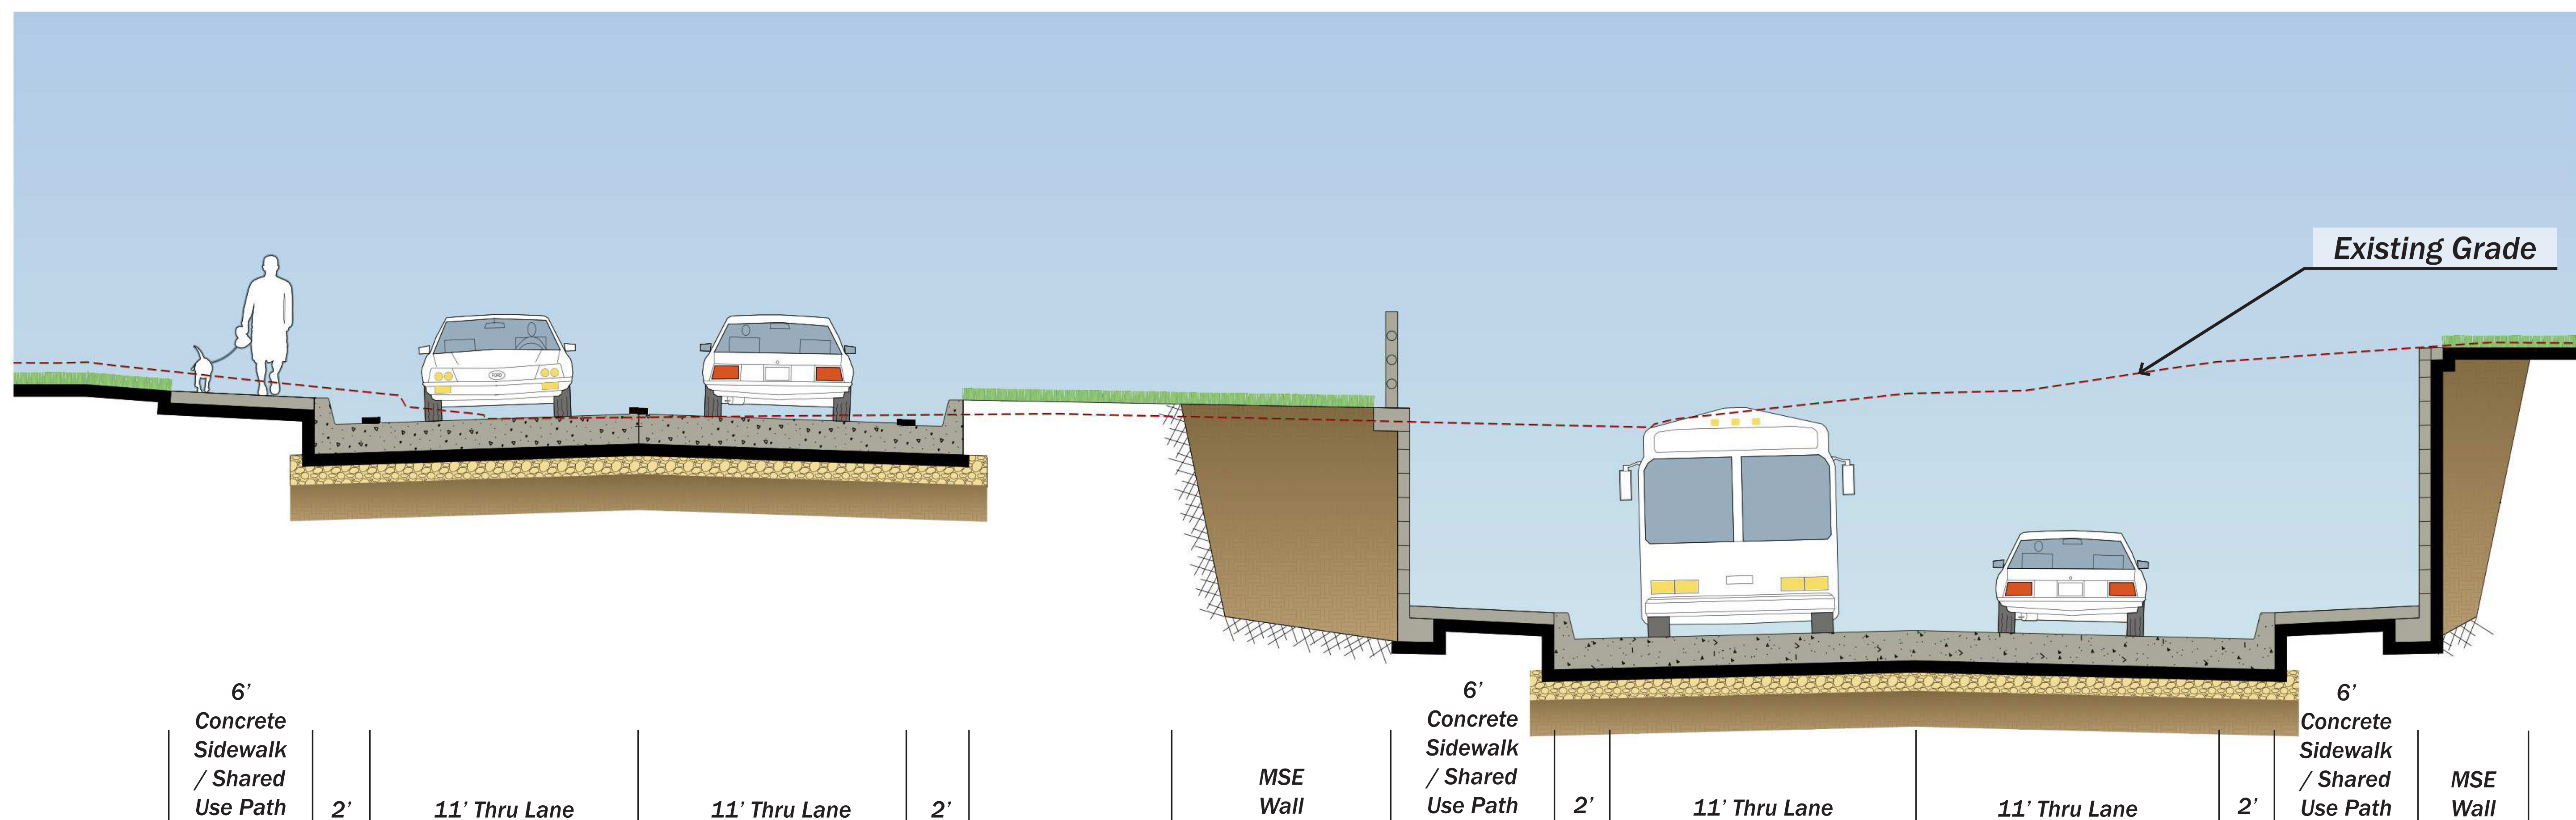 Existing Grade
6'
Concrete
Sidewalk
/ Shared
Use Path
2'
11' Thru Lane
11' Thru Lane
2'
MSE
Wall
6'
Concrete
Sidewalk
/ Shared
Use Path
2'
11' Thru Lane
11' Thru Lane
2'
6'
Concrete
Sidewalk
/ Shared
Use Path
MSE
Wall